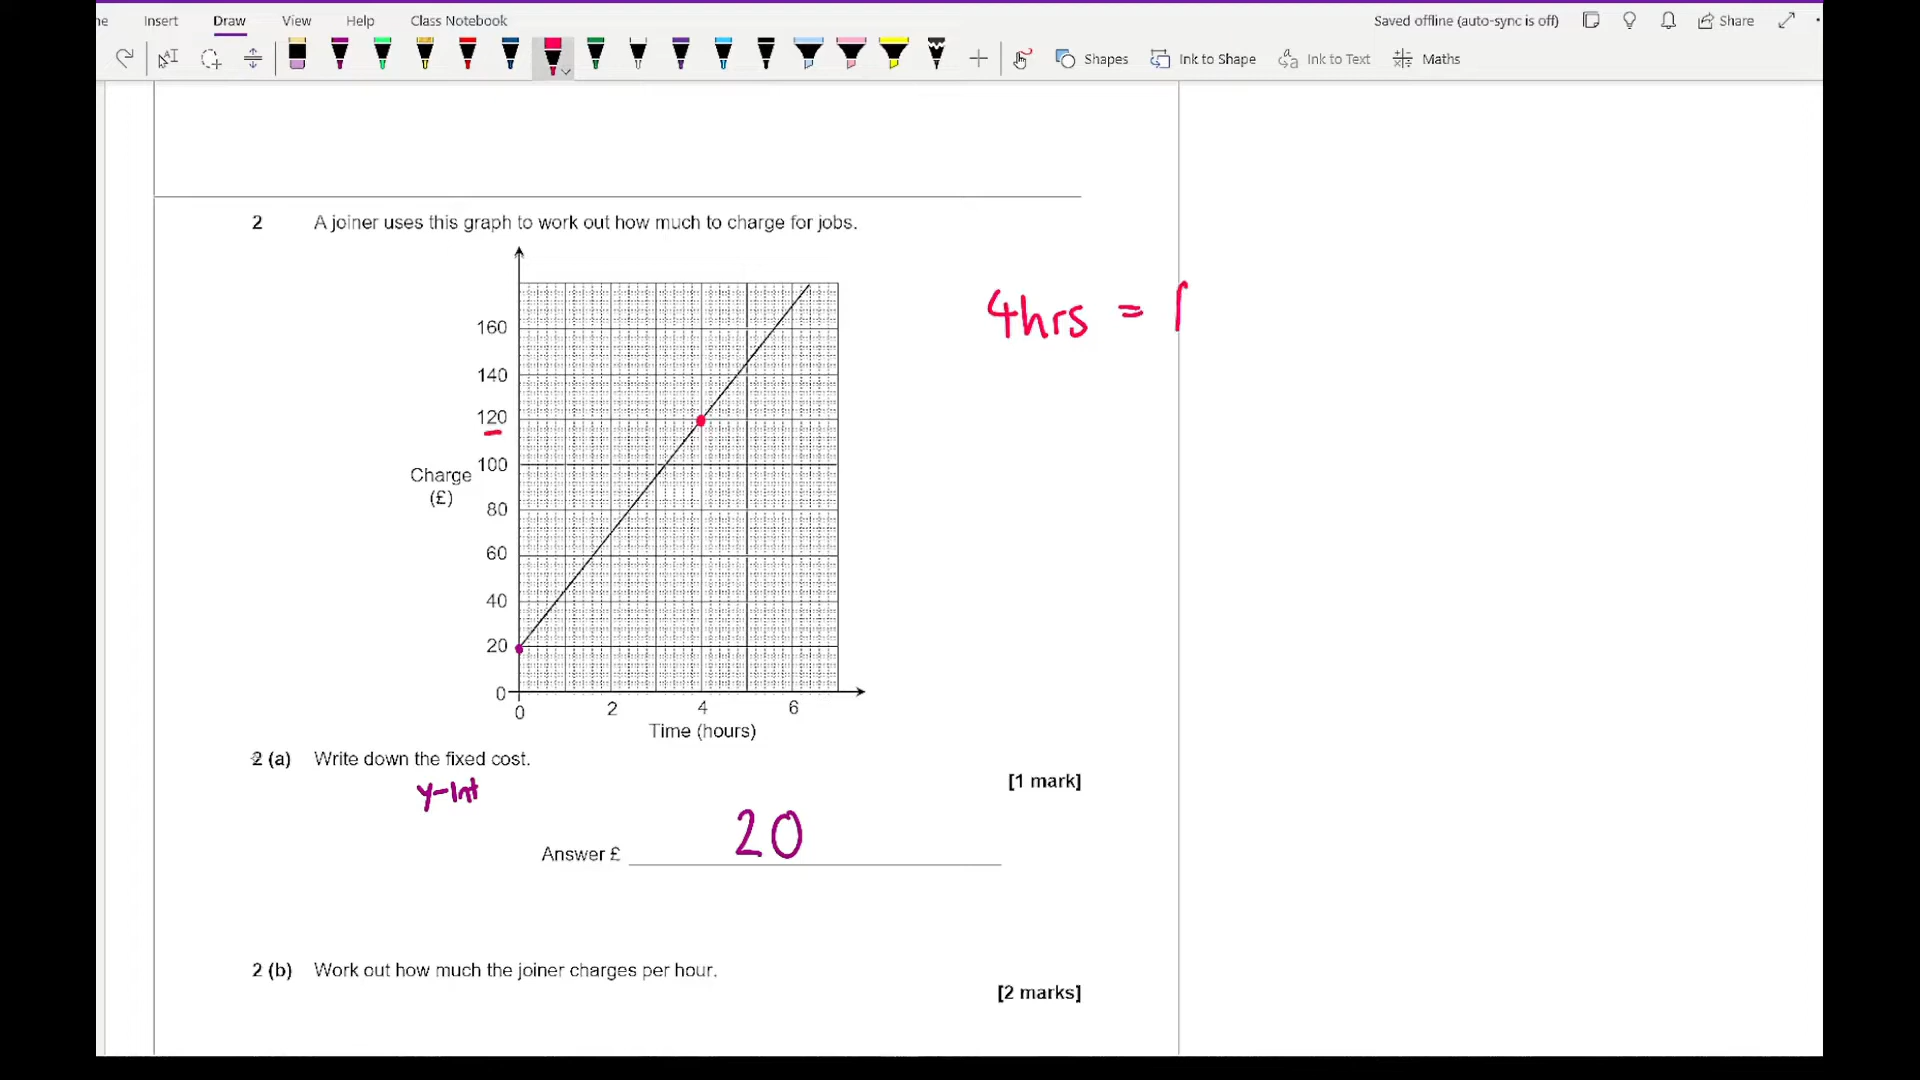 Insert Draw View Help Class Notebook Saved offline (auto-sync is off) Share
Shapes Ink to Shape Ink to Text Maths
2 A joiner uses this graph to work out how much to charge for jobs.
160
140
120
100
80
60
40
20
0
Charge
(£)
0 2 4 6
Time (hours)
4hrs =
2 (a) Write down the fixed cost.
y-int
[1 mark]
Answer £ 20
2 (b) Work out how much the joiner charges per hour.
[2 marks]